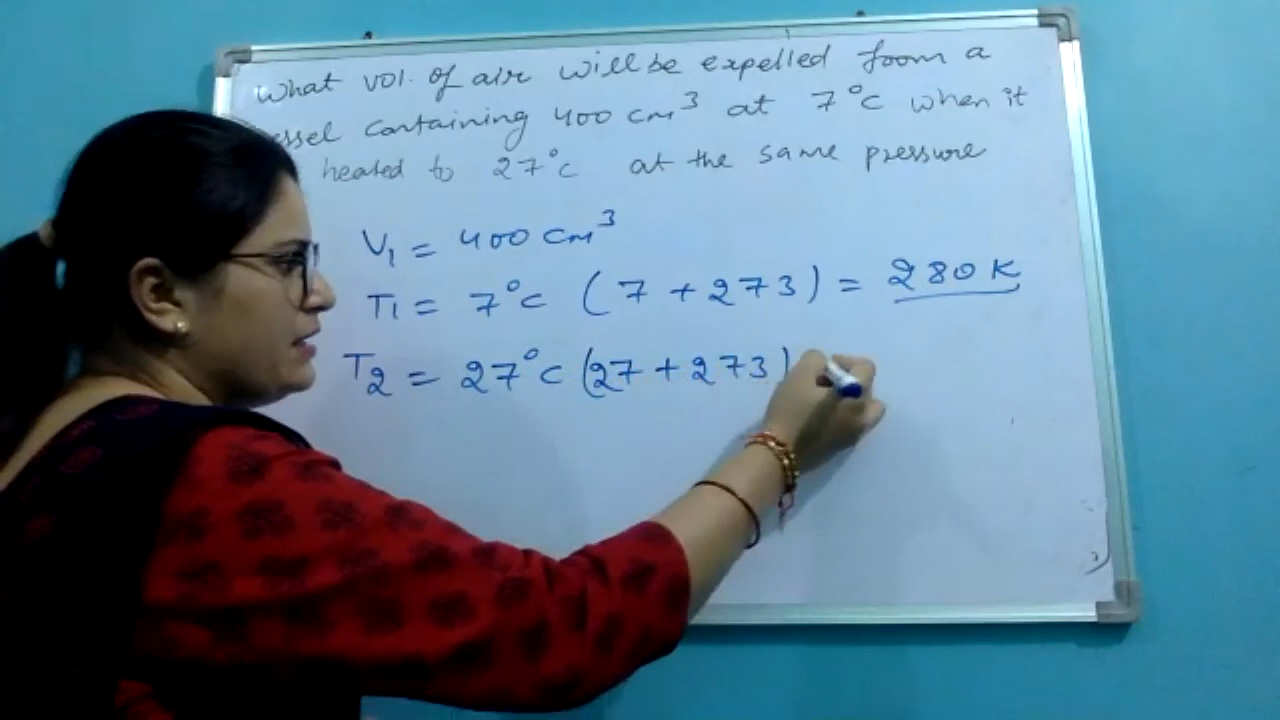 what vol. of air will be expelled from a
essel containing 400 cm³ at 7°C when it
heated to 27°C at the same pressure
V₁ = 400 cm³
T₁ = 7°C (7 + 273) = 280 K
T₂ = 27°C (27 + 273)